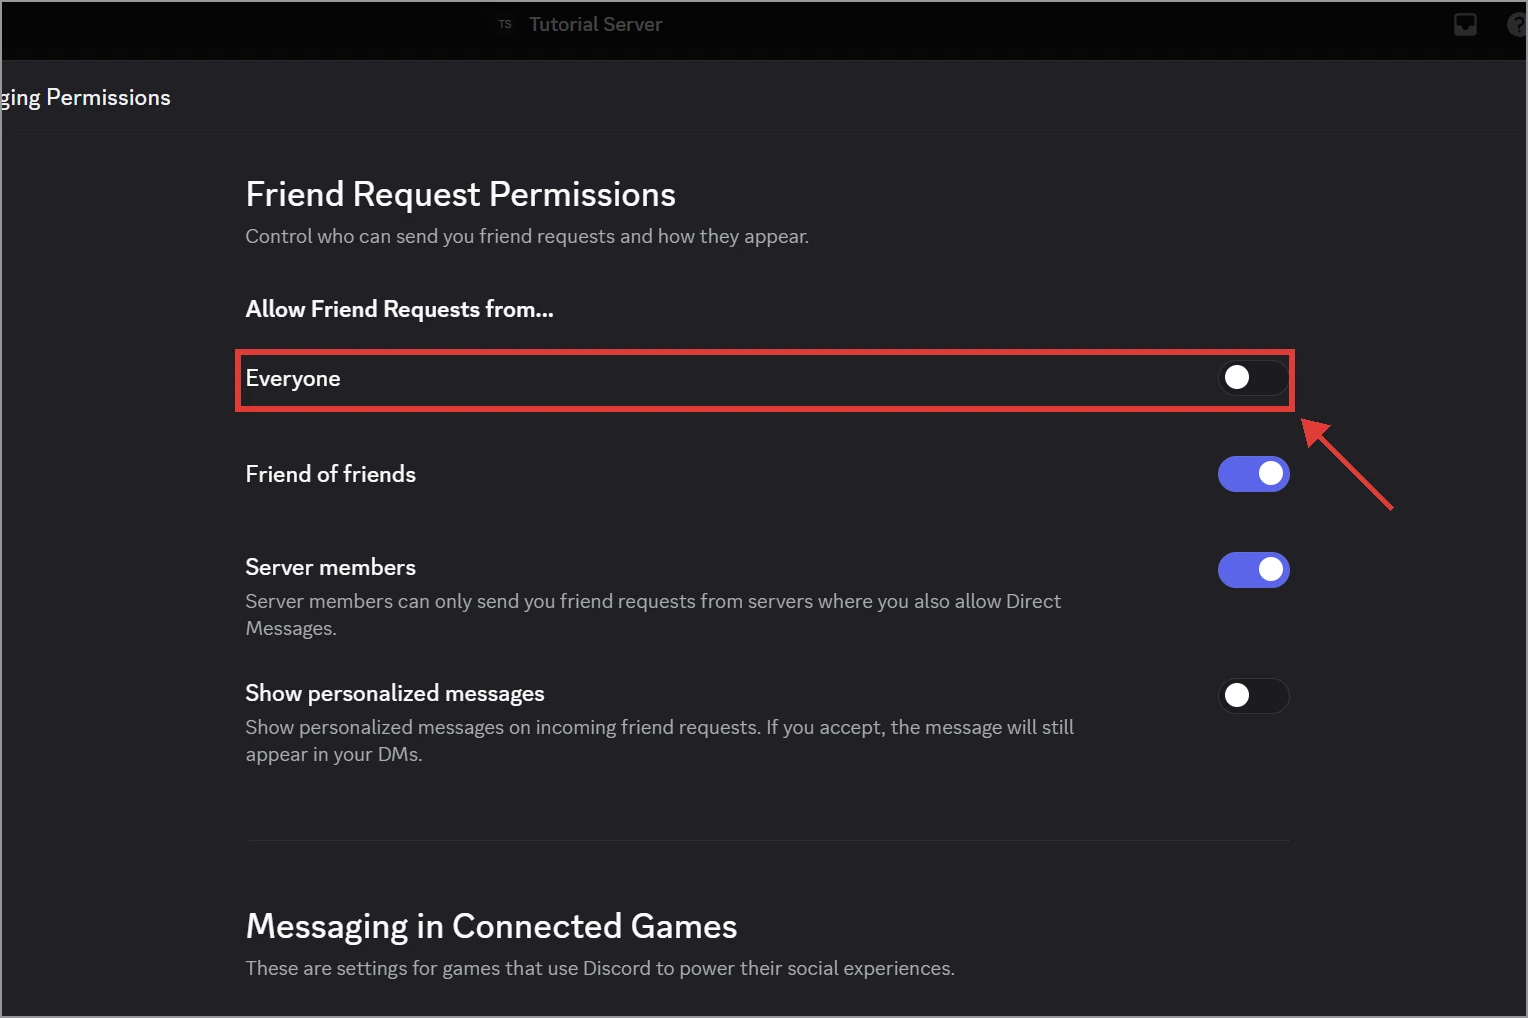 TS Tutorial Server
ging Permissions
Friend Request Permissions
Control who can send you friend requests and how they appear.
Allow Friend Requests from...
Everyone
Friend of friends
Server members
Server members can only send you friend requests from servers where you also allow Direct
Messages.
Show personalized messages
Show personalized messages on incoming friend requests. If you accept, the message will still
appear in your DMs.
Messaging in Connected Games
These are settings for games that use Discord to power their social experiences.